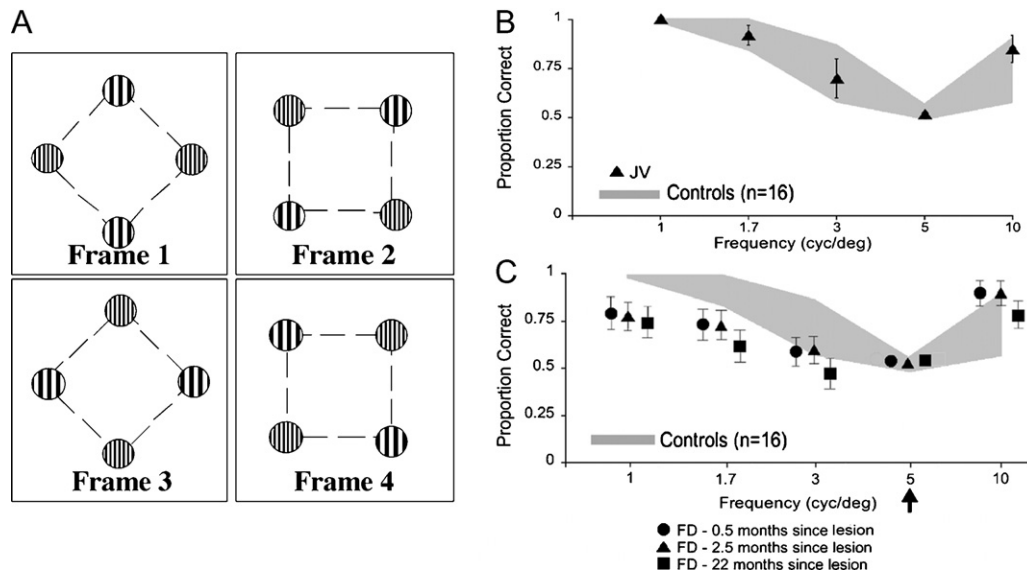 A
Frame 1
Frame 2
Frame 3
Frame 4
B
Proportion Correct
1
0.75
0.5
0.25
0
JV
Controls (n=16)
1 1.7 3 5 10
Frequency (cyc/deg)
C
Proportion Correct
1
0.75
0.5
0.25
0
Controls (n=16)
1 1.7 3 5 10
Frequency (cyc/deg)
FD - 0.5 months since lesion
FD - 2.5 months since lesion
FD - 22 months since lesion